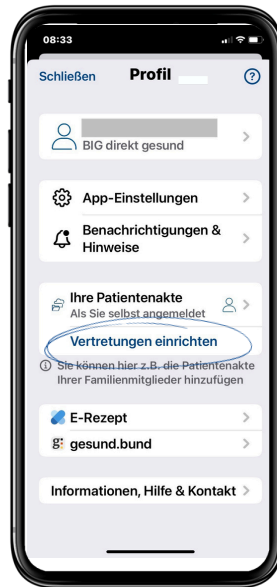 08:33
Schließen Profil ?
BIG direkt gesund
App-Einstellungen
Benachrichtigungen &
Hinweise
Ihre Patientenakte
Als Sie selbst angemeldet
Vertretungen einrichten
Sie können hier z.B. die Patientenakte
Ihrer Familienmitglieder hinzufügen
E-Rezept
g: gesund.bund
Informationen, Hilfe & Kontakt